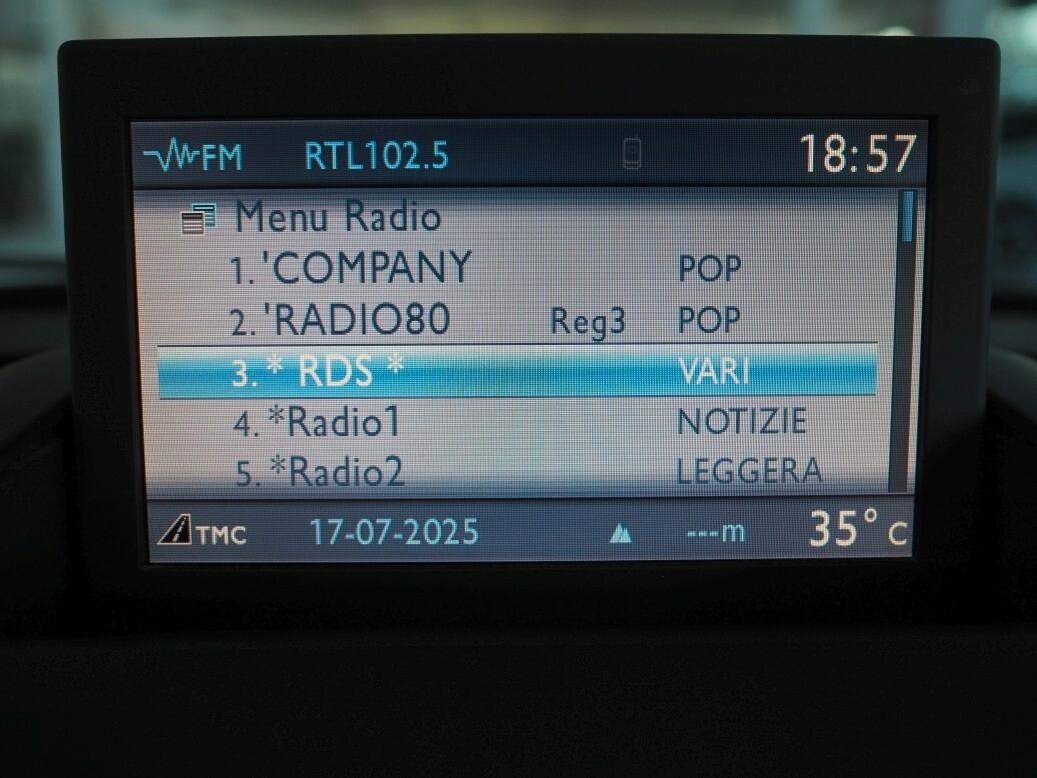 FM RTL102.5 18:57
Menu Radio
1. 'COMPANY POP
2. 'RADIO80 Reg3 POP
3. * RDS * VARI
4. *Radio1 NOTIZIE
5. *Radio2 LEGGERA
TMC 17-07-2025 ---m 35° C